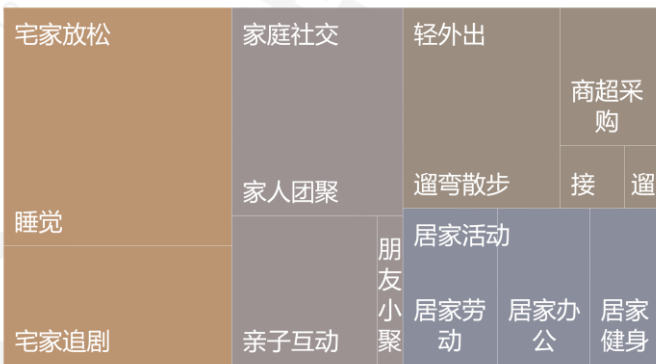 宅家放松
家庭社交
轻外出
商超采
购
睡觉
家人团聚
遛弯散步
接
遛
居家活动
朋
友
小
聚
宅家追剧
亲子互动
居家劳
动
居家办
公
居家
健身